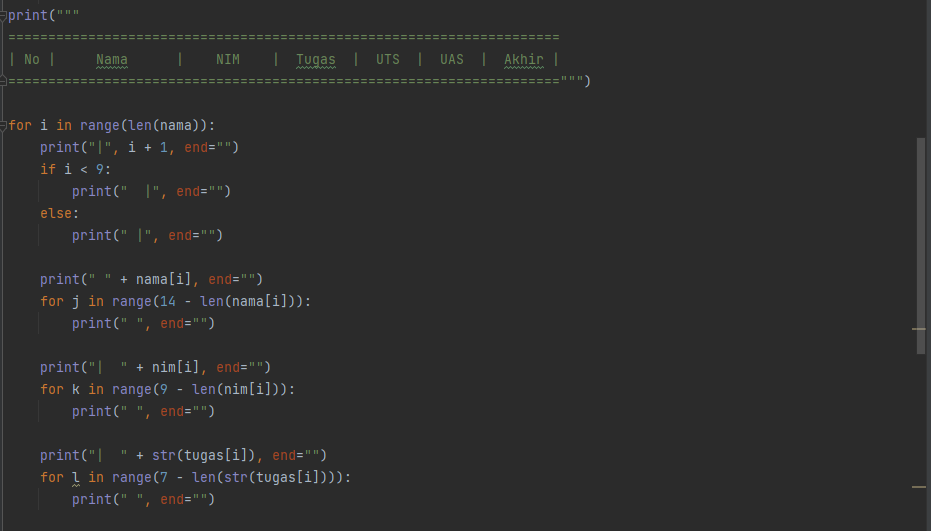 print("""
=====================================================================
| No |     Nama      |    NIM    |  Tugas  |  UTS  |  UAS  |  Akhir |
=====================================================================""")
for i in range(len(nama)):
    print("|", i + 1, end="")
    if i < 9:
        print("  |", end="")
    else:
        print(" |", end="")
    print(" " + nama[i], end="")
    for j in range(14 - len(nama[i])):
        print(" ", end="")
    print("|  " + nim[i], end="")
    for k in range(9 - len(nim[i])):
        print(" ", end="")
    print("|  " + str(tugas[i]), end="")
    for l in range(7 - len(str(tugas[i]))):
        print(" ", end="")